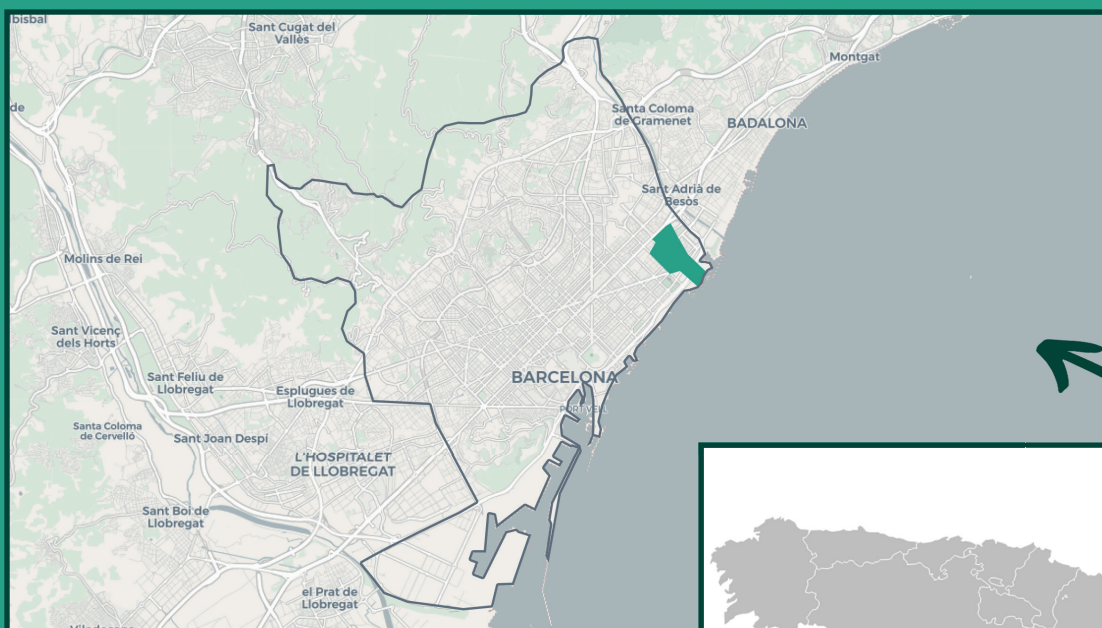 bisbal
Sant Cugat del
Vallès
Montgat
de
Santa Coloma
de Gramenet
BADALONA
Sant Adrià de
Besòs
Molins de Rei
Sant Vicenç
dels Horts
BARCELONA
Sant Feliu de
Llobregat
Esplugues de
Llobregat
PORT VELL
Santa Coloma
de Cervelló
Sant Joan Despí
L'HOSPITALET
DE LLOBREGAT
Sant Boi de
Llobregat
el Prat de
Llobregat